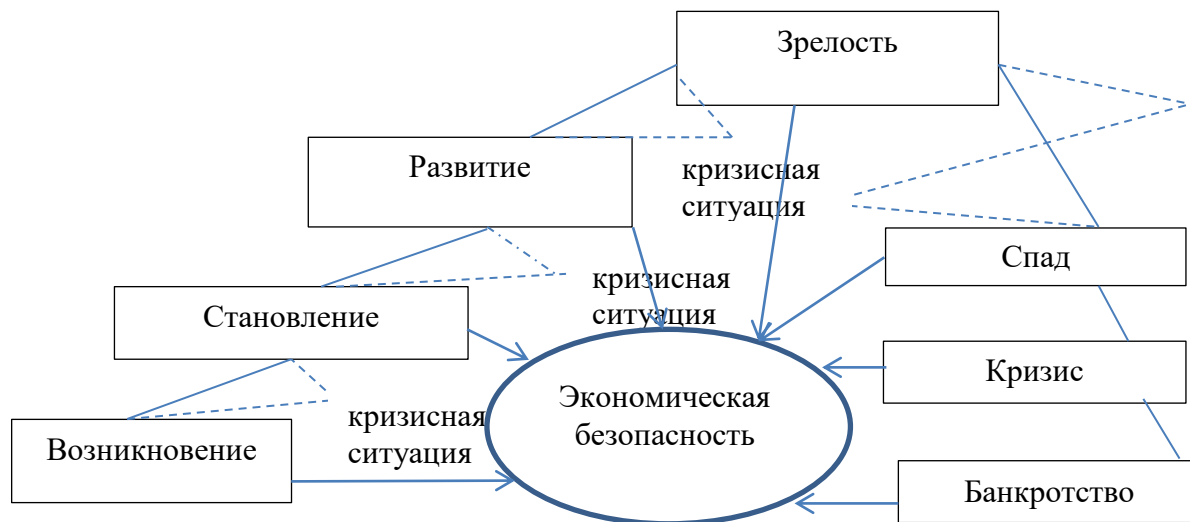 Зрелость
Развитие
кризисная
ситуация
Спад
кризисная
ситуация
Становление
Кризис
Экономическая
безопасность
кризисная
ситуация
Возникновение
Банкротство